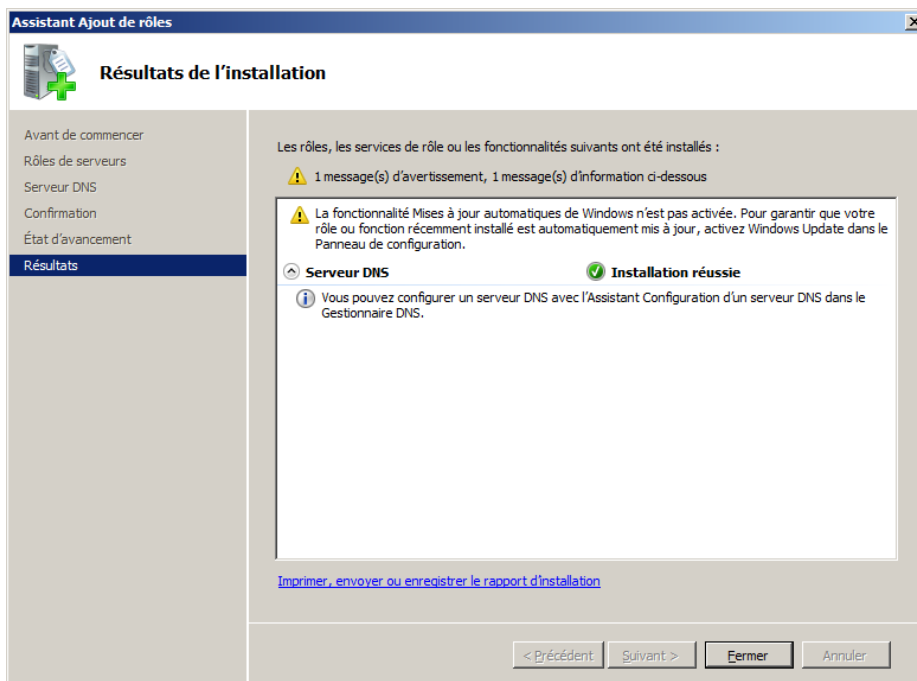 Assistant Ajout de rôles
Résultats de l'installation
Avant de commencer
Rôles de serveurs
Serveur DNS
Confirmation
État d'avancement
Résultats
Les rôles, les services de rôle ou les fonctionnalités suivants ont été installés :
1 message(s) d'avertissement, 1 message(s) d'information ci-dessous
La fonctionnalité Mises à jour automatiques de Windows n'est pas activée. Pour garantir que votre
rôle ou fonction récemment installé est automatiquement mis à jour, activez Windows Update dans le
Panneau de configuration.
Serveur DNS Installation réussie
Vous pouvez configurer un serveur DNS avec l'Assistant Configuration d'un serveur DNS dans le
Gestionnaire DNS.
Imprimer, envoyer ou enregistrer le rapport d'installation
< Précédent Suivant > Fermer Annuler